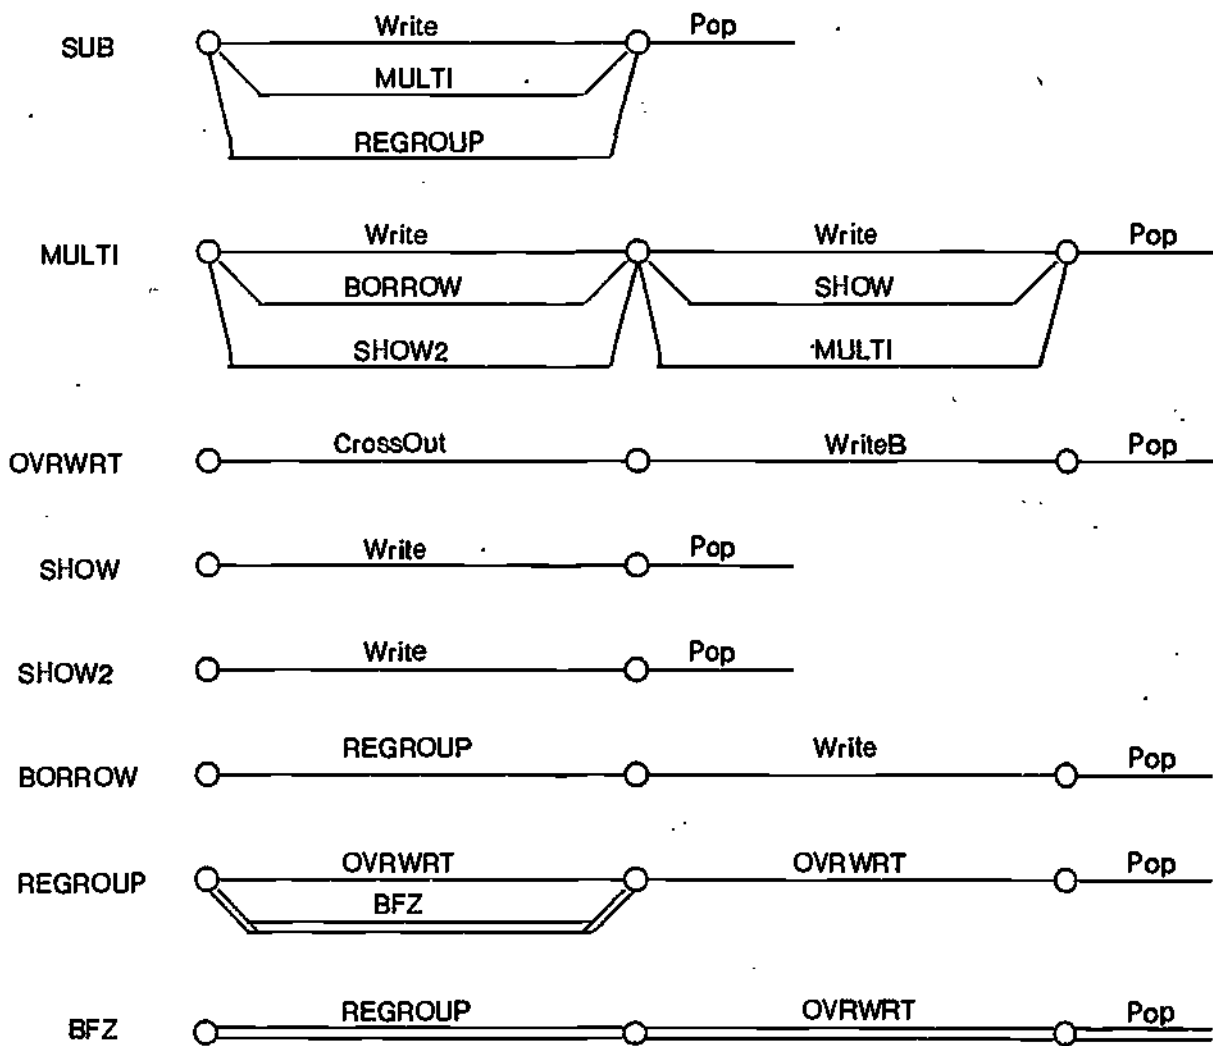 Write Pop
SUB
MULTI
REGROUP
Write Write Pop
MULTI
BORROW SHOW
SHOW2 MULTI
CrossOut WriteB Pop
OVRWRT
Write Pop
SHOW
Write Pop
SHOW2
REGROUP Write Pop
BORROW
OVRWRT OVRWRT Pop
REGROUP
BFZ
REGROUP OVRWRT Pop
BFZ